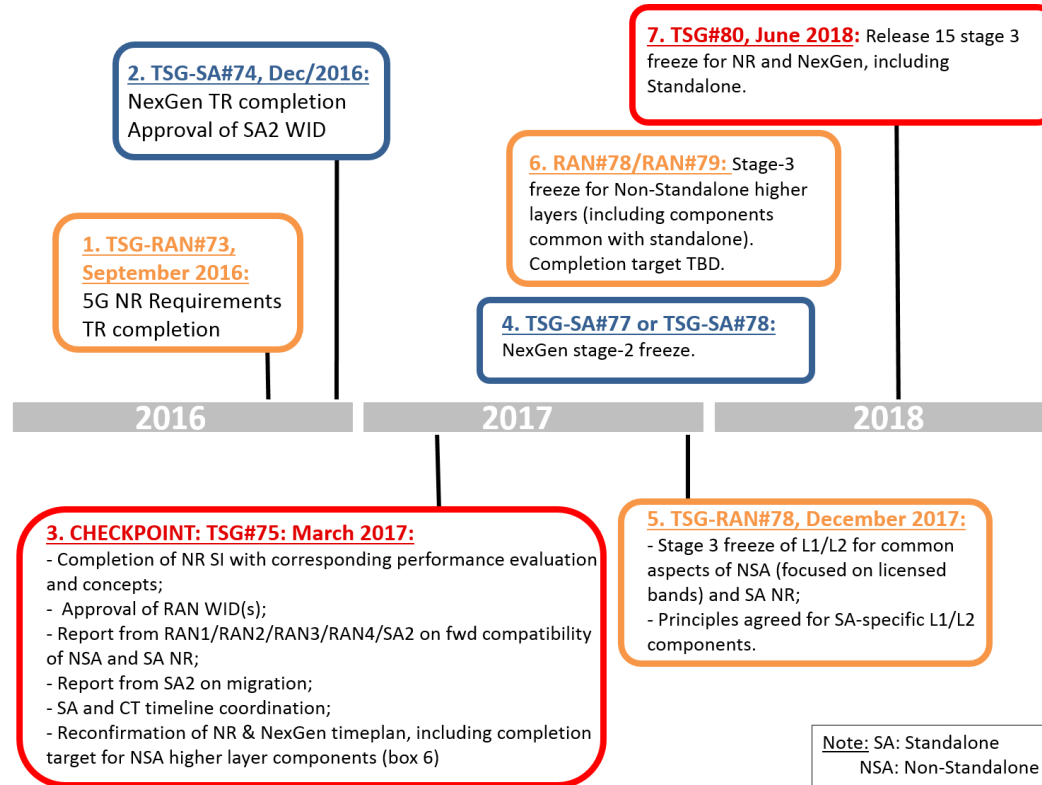 2. TSG-SA#74, Dec/2016:
NexGen TR completion
Approval of SA2 WID
7. TSG#80, June 2018: Release 15 stage 3
freeze for NR and NexGen, including
Standalone.
6. RAN#78/RAN#79: Stage-3
freeze for Non-Standalone higher
layers (including components
common with standalone).
Completion target TBD.
1. TSG-RAN#73,
September 2016:
5G NR Requirements
TR completion
4. TSG-SA#77 or TSG-SA#78:
NexGen stage-2 freeze.
2016
2017
2018
3. CHECKPOINT: TSG#75: March 2017:
- Completion of NR SI with corresponding performance evaluation
and concepts;
- Approval of RAN WID(s);
- Report from RAN1/RAN2/RAN3/RAN4/SA2 on fwd compatibility
of NSA and SA NR;
- Report from SA2 on migration;
- SA and CT timeline coordination;
- Reconfirmation of NR & NexGen timeplan, including completion
target for NSA higher layer components (box 6)
5. TSG-RAN#78, December 2017:
- Stage 3 freeze of L1/L2 for common
aspects of NSA (focused on licensed
bands) and SA NR;
- Principles agreed for SA-specific L1/L2
components.
Note: SA: Standalone
NSA: Non-Standalone